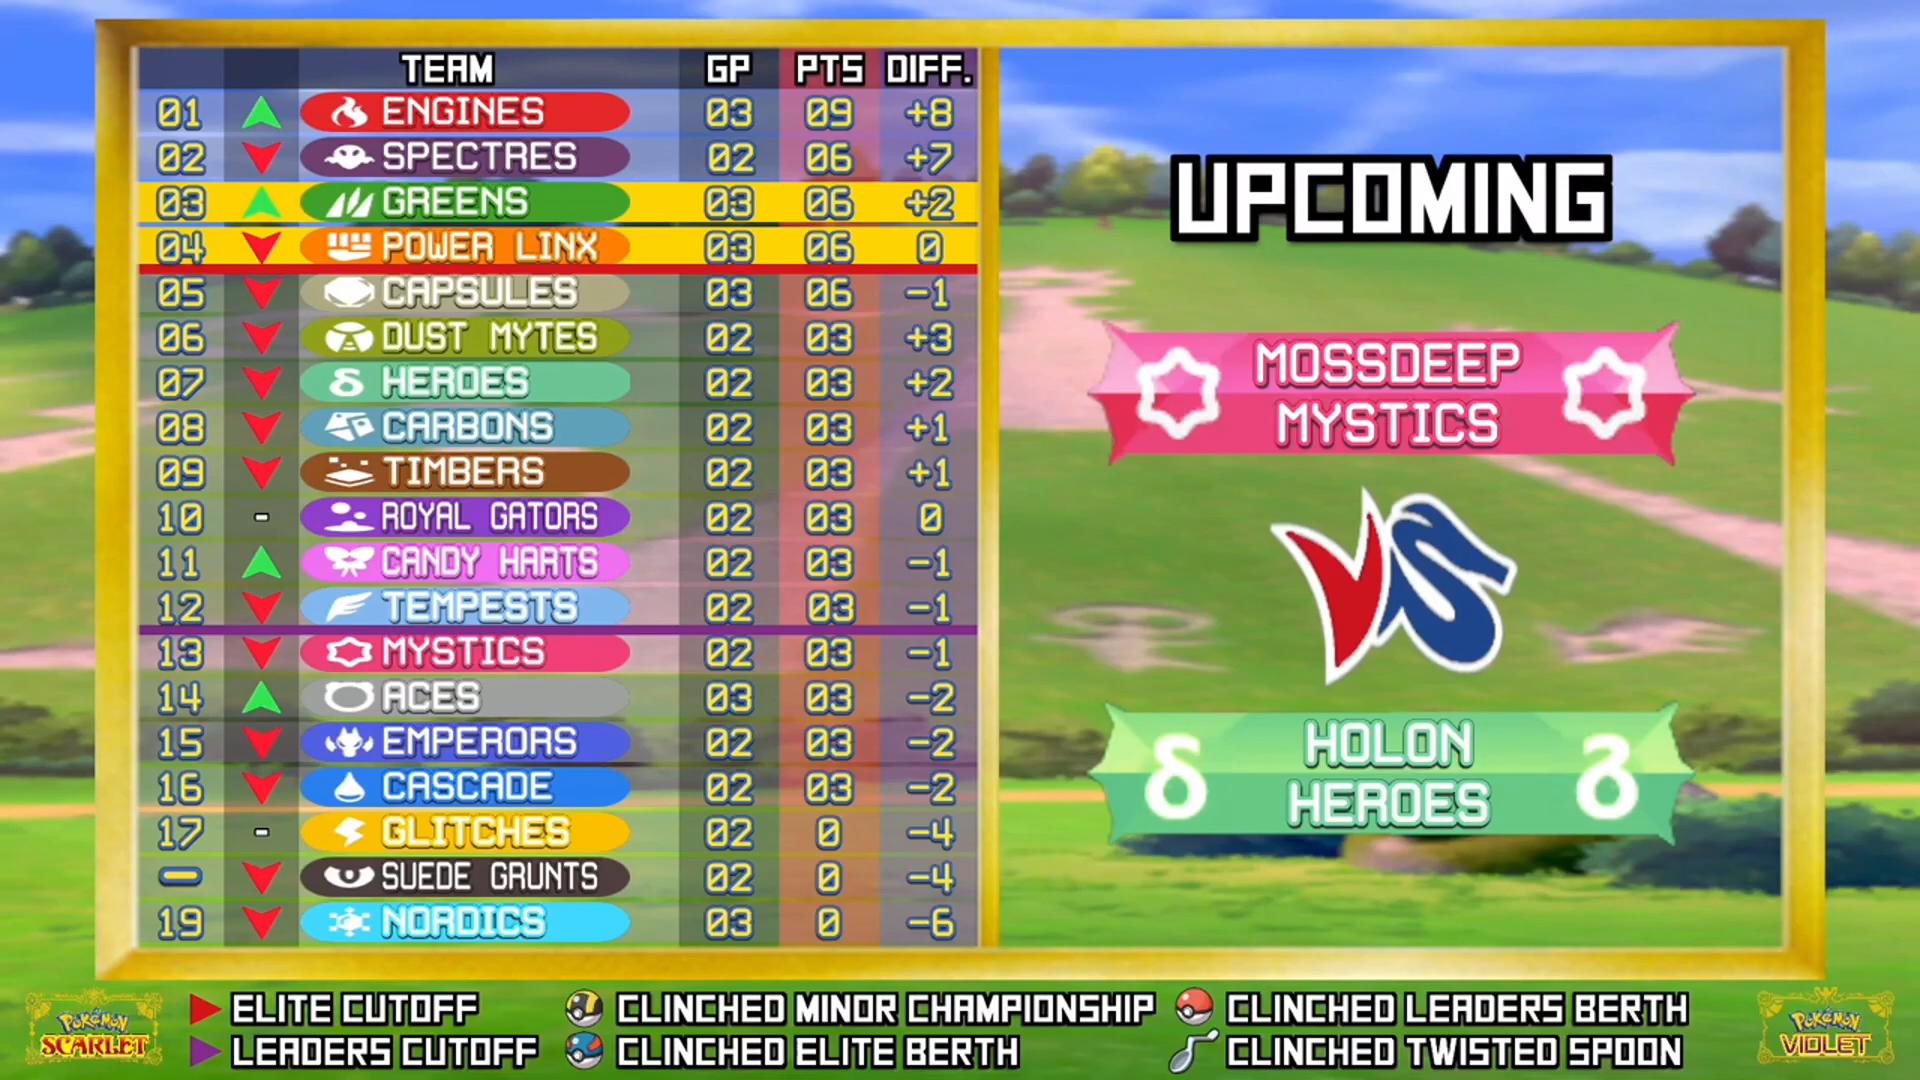 TEAM GP PTS DIFF.
01 ENGINES 03 09 +8
02 SPECTRES 02 06 +7
03 GREENS 03 06 +2
04 POWER LINX 03 06 0
05 CAPSULES 03 06 -1
06 DUST MYTES 02 03 +3
07 δ HEROES 02 03 +2
08 CARBONS 02 03 +1
09 TIMBERS 02 03 +1
10 - ROYAL GATORS 02 03 0
11 CANDY HARTS 02 03 -1
12 TEMPESTS 02 03 -1
13 MYSTICS 02 03 -1
14 ACES 03 03 -2
15 EMPERORS 02 03 -2
16 CASCADE 02 03 -2
17 - GLITCHES 02 0 -4
- SUEDE GRUNTS 02 0 -4
19 NORDICS 03 0 -6
UPCOMING
MOSSDEEP
MYSTICS
VS
HOLON
HEROES
δ δ
ELITE CUTOFF
LEADERS CUTOFF
CLINCHED MINOR CHAMPIONSHIP
CLINCHED ELITE BERTH
CLINCHED LEADERS BERTH
CLINCHED TWISTED SPOON
POKÉMON
SCARLET
POKÉMON
VIOLET